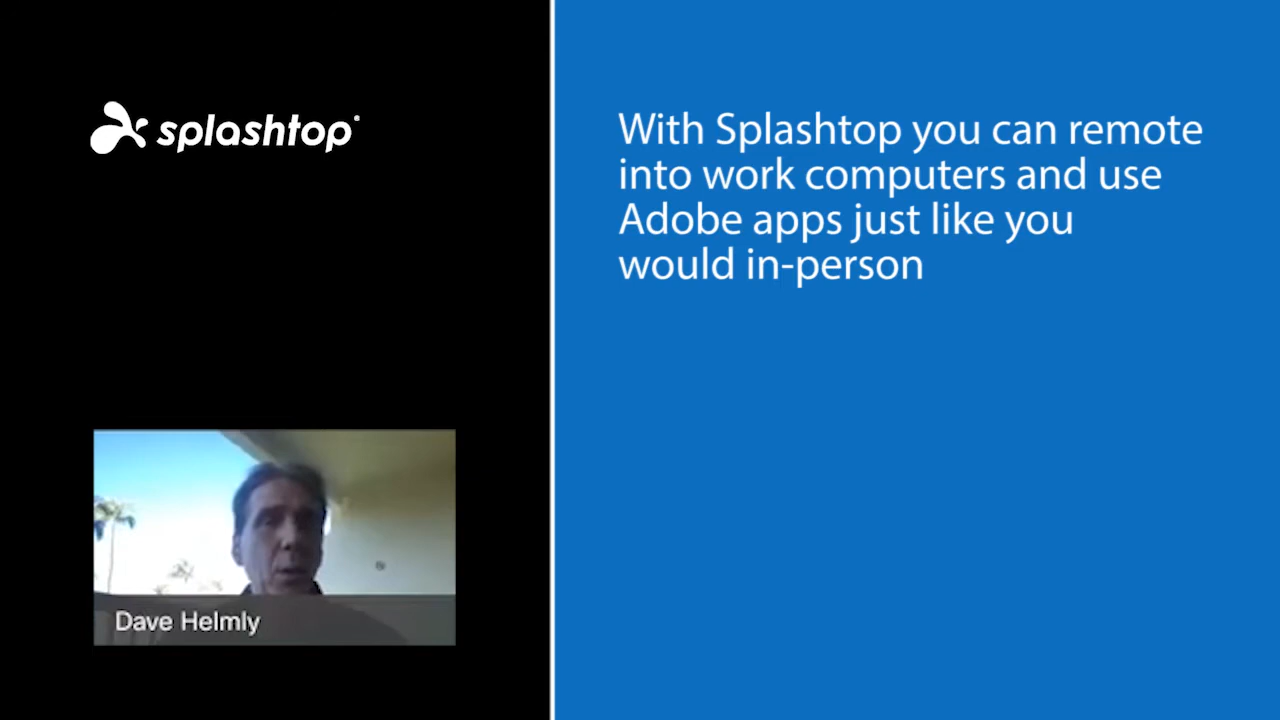 splashtop
With Splashtop you can remote
into work computers and use
Adobe apps just like you
would in-person
Dave Helmly